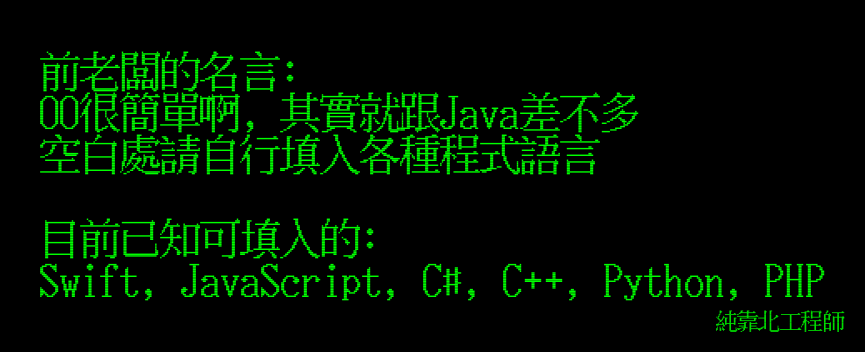 前老闆的名言:
OO很簡單啊, 其實就跟Java差不多
空白處請自行填入各種程式語言
目前已知可填入的:
Swift, JavaScript, C#, C++, Python, PHP
純靠北工程師